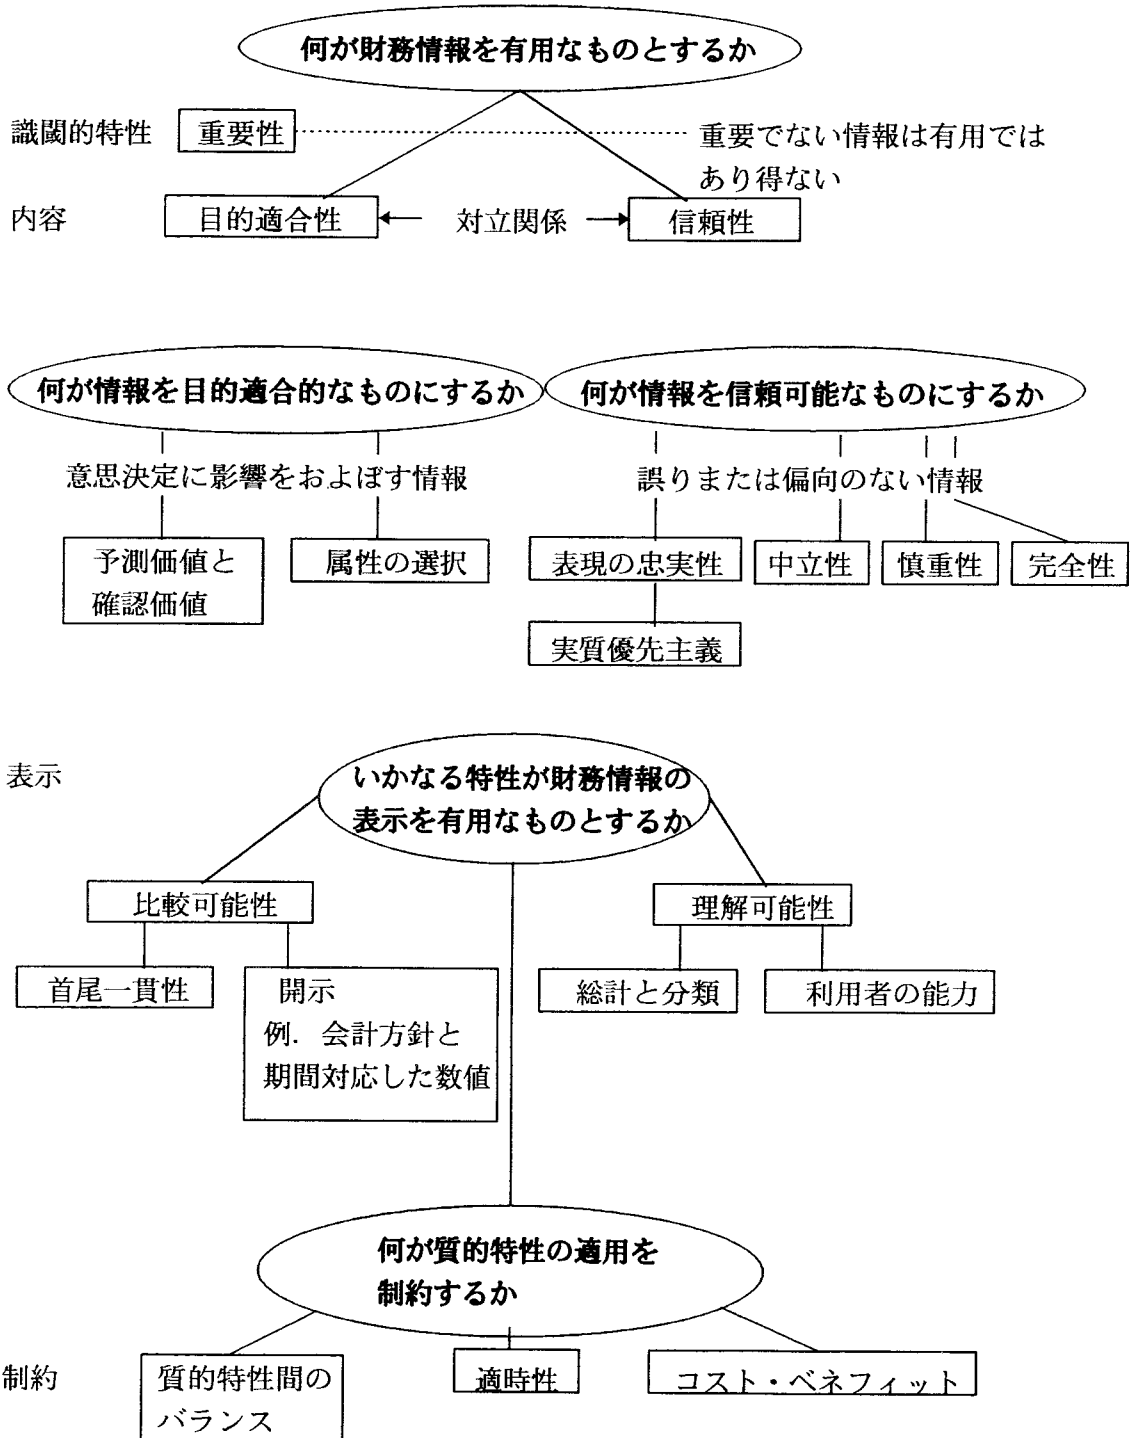 何が財務情報を有用なものとするか
識閾的特性
重要性
重要でない情報は有用では
あり得ない
内容
目的適合性
対立関係
信頼性
何が情報を目的適合的なものにするか
何が情報を信頼可能なものにするか
意思決定に影響をおよぼす情報
誤りまたは偏向のない情報
予測価値と
確認価値
属性の選択
表現の忠実性
中立性
慎重性
完全性
実質優先主義
表示
いかなる特性が財務情報の
表示を有用なものとするか
比較可能性
理解可能性
首尾一貫性
開示
例．会計方針と
期間対応した数値
総計と分類
利用者の能力
何が質的特性の適用を
制約するか
制約
質的特性間の
バランス
適時性
コスト・ベネフィット